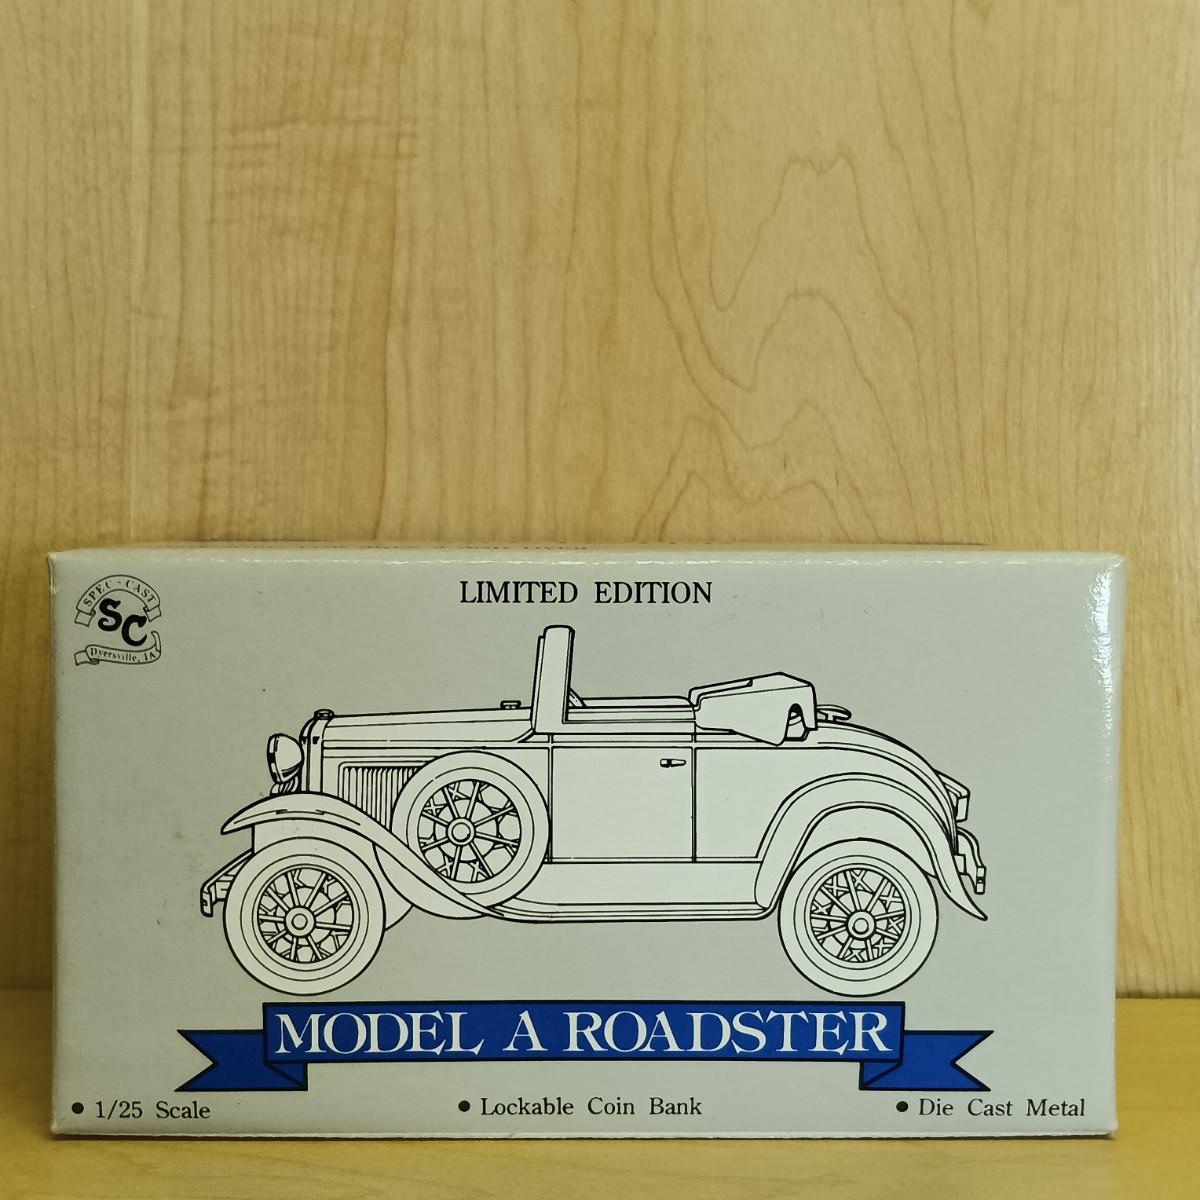 SPEC-CAST
SC
Dyersville, IA
LIMITED EDITION
MODEL A ROADSTER
• 1/25 Scale
• Lockable Coin Bank
• Die Cast Metal